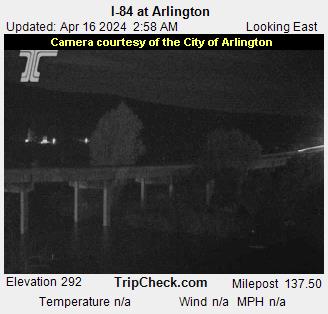 I-84 at Arlington
Updated: Apr 16 2024 2:58 AM Looking East
Camera courtesy of the City of Arlington
Elevation 292 TripCheck.com Milepost 137.50
Temperature n/a Wind n/a MPH n/a